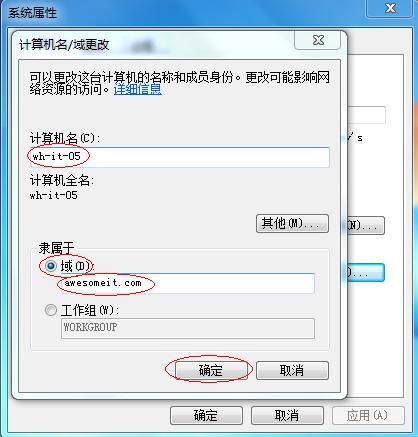 系统属性
计算机名/域更改
可以更改这台计算机的名称和成员身份。更改可能影响网
络资源的访问。详细信息
计算机名(C):
wh-it-05
计算机全名:
wh-it-05
其他(M)...
隶属于
域(D):
awesomeit.com
工作组(W):
WORKGROUP
确定 取消
确定 取消 应用(A)